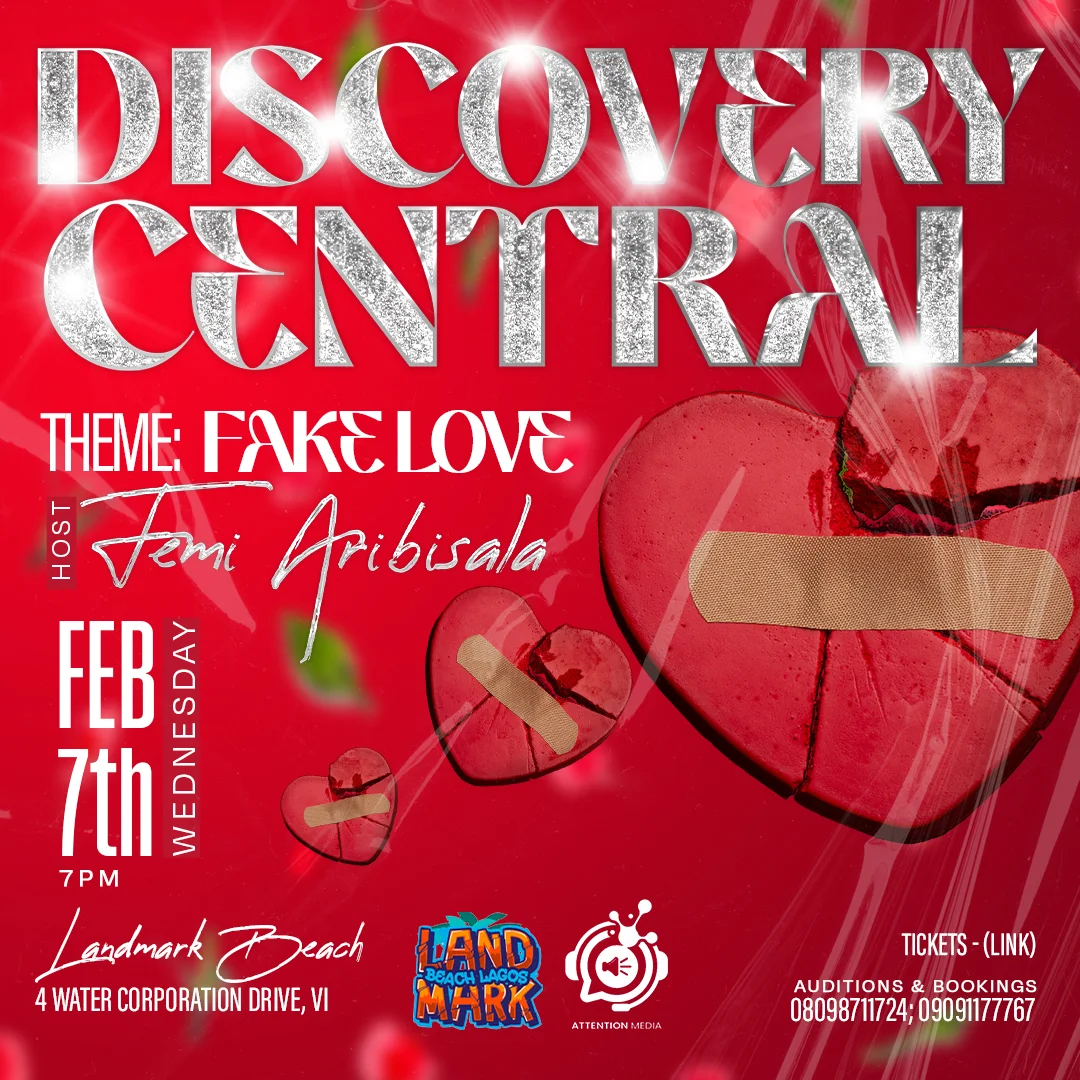 DISCOVERY
CENTRAL
THEME: FAKE LOVE
HOST
Femi Aribisala
FEB
7th
WEDNESDAY
7PM
Landmark Beach
4 WATER CORPORATION DRIVE, VI
LAND
BEACH LAGOS
MARK
ATTENTION MEDIA
TICKETS - (LINK)
AUDITIONS & BOOKINGS
08098711724; 09091177767